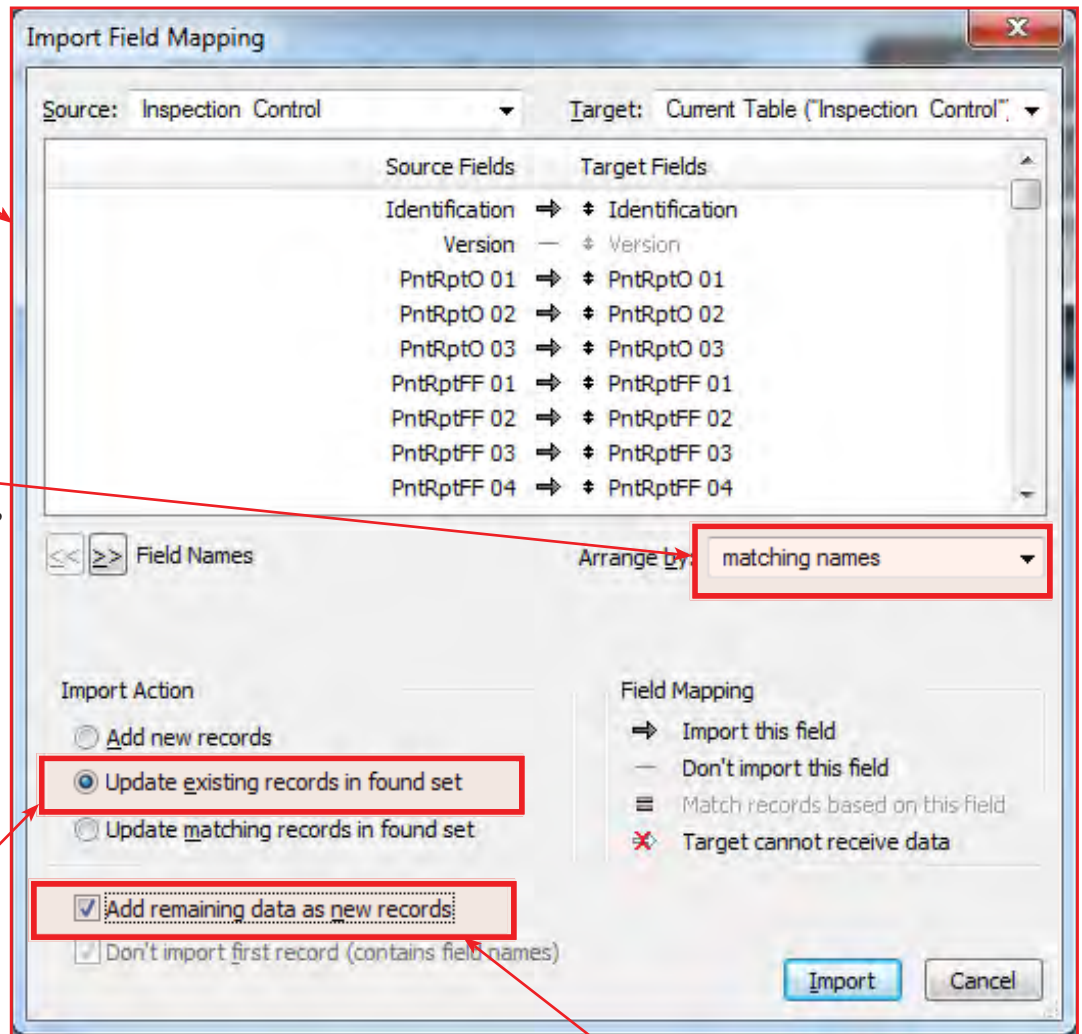 Import Field Mapping
Source: Inspection Control Target: Current Table ("Inspection Control"
Source Fields Target Fields
Identification Identification
Version Version
PntRptO 01 PntRptO 01
PntRptO 02 PntRptO 02
PntRptO 03 PntRptO 03
PntRptFF 01 PntRptFF 01
PntRptFF 02 PntRptFF 02
PntRptFF 03 PntRptFF 03
PntRptFF 04 PntRptFF 04
<< >> Field Names Arrange by: matching names
Import Action
Add new records
Update existing records in found set
Update matching records in found set
Add remaining data as new records
Don't import first record (contains field names)
Field Mapping
Import this field
Don't import this field
Match records based on this field
Target cannot receive data
Import Cancel